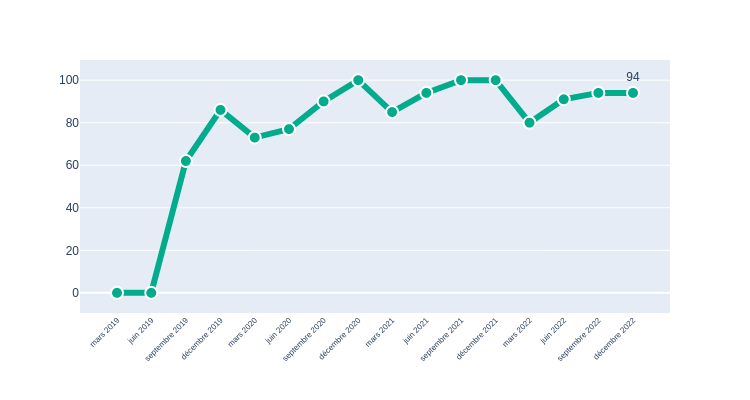 94
100
80
60
40
20
0
mars 2019
juin 2019
septembre 2019
décembre 2019
mars 2020
juin 2020
septembre 2020
décembre 2020
mars 2021
juin 2021
septembre 2021
décembre 2021
mars 2022
juin 2022
septembre 2022
décembre 2022